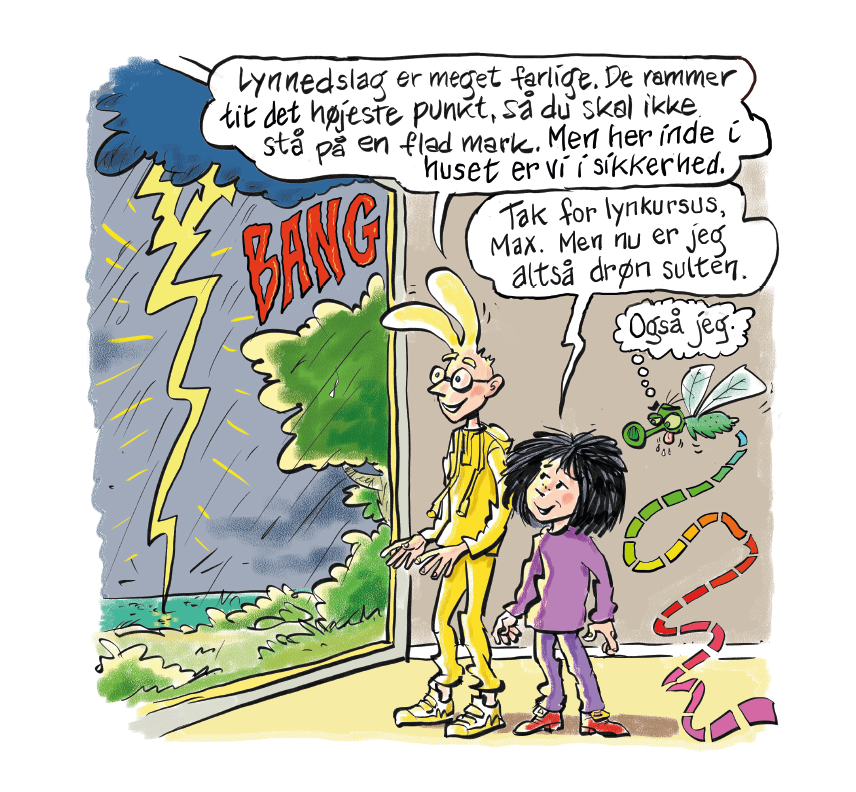 Lynnedslag er meget farlige. De rammer
tit det højeste punkt, så du skal ikke
stå på en flad mark. Men her inde i
huset er vi i sikkerhed.
BANG
Tak for lynkursus,
Max. Men nu er jeg
altså drøn sulten.
Også jeg.